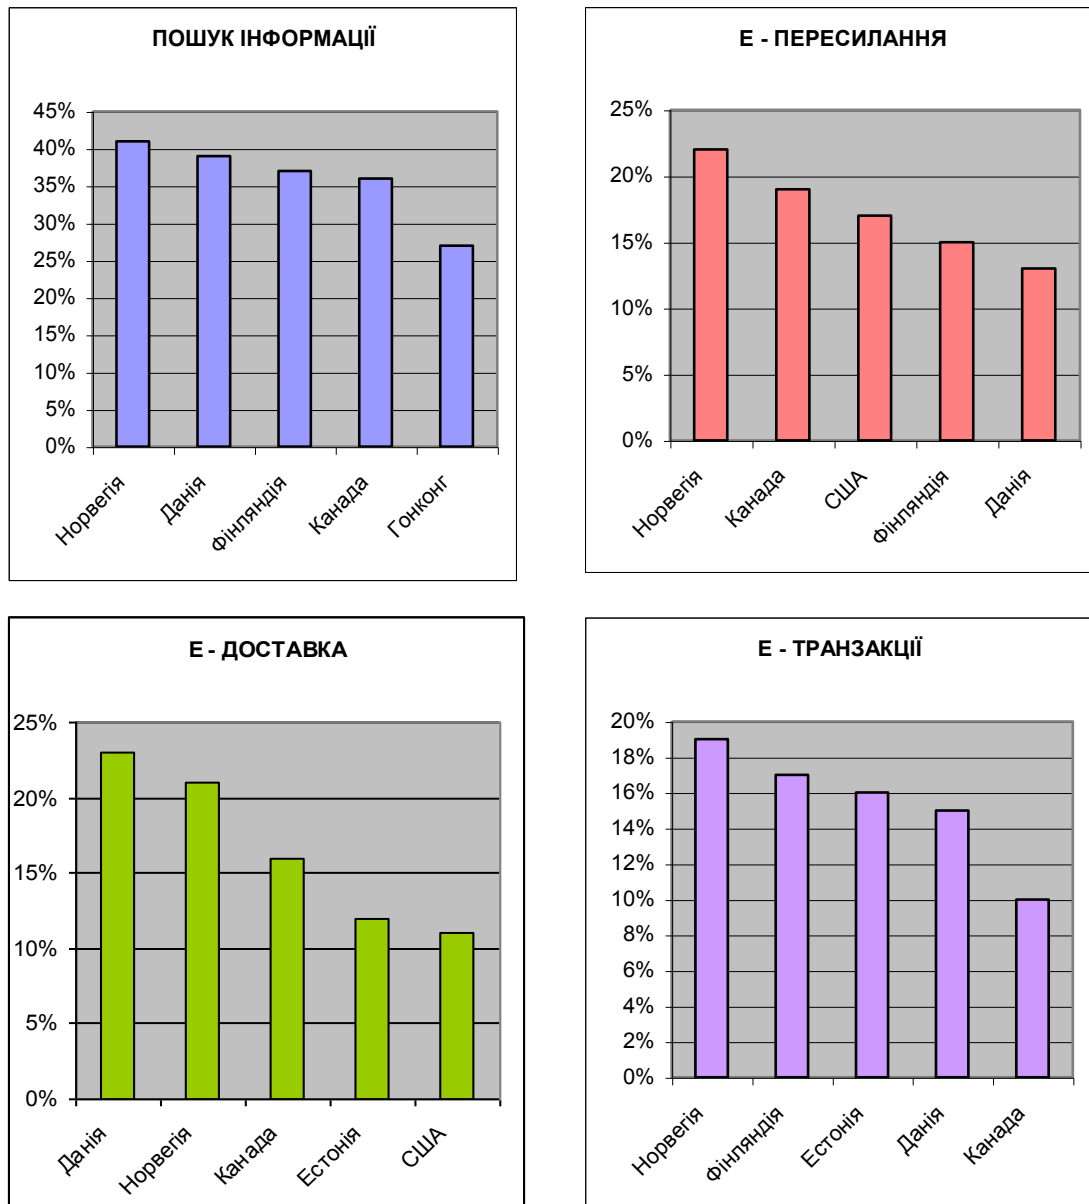 ПОШУК ІНФОРМАЦІЇ
45%
40%
35%
30%
25%
20%
15%
10%
5%
0%
Норвегія
Данія
Фінляндія
Канада
Гонконг
Е - ПЕРЕСИЛАННЯ
25%
20%
15%
10%
5%
0%
Норвегія
Канада
США
Фінляндія
Данія
Е - ДОСТАВКА
25%
20%
15%
10%
5%
0%
Данія
Норвегія
Канада
Естонія
США
Е - ТРАНЗАКЦІЇ
20%
18%
16%
14%
12%
10%
8%
6%
4%
2%
0%
Норвегія
Фінляндія
Естонія
Данія
Канада